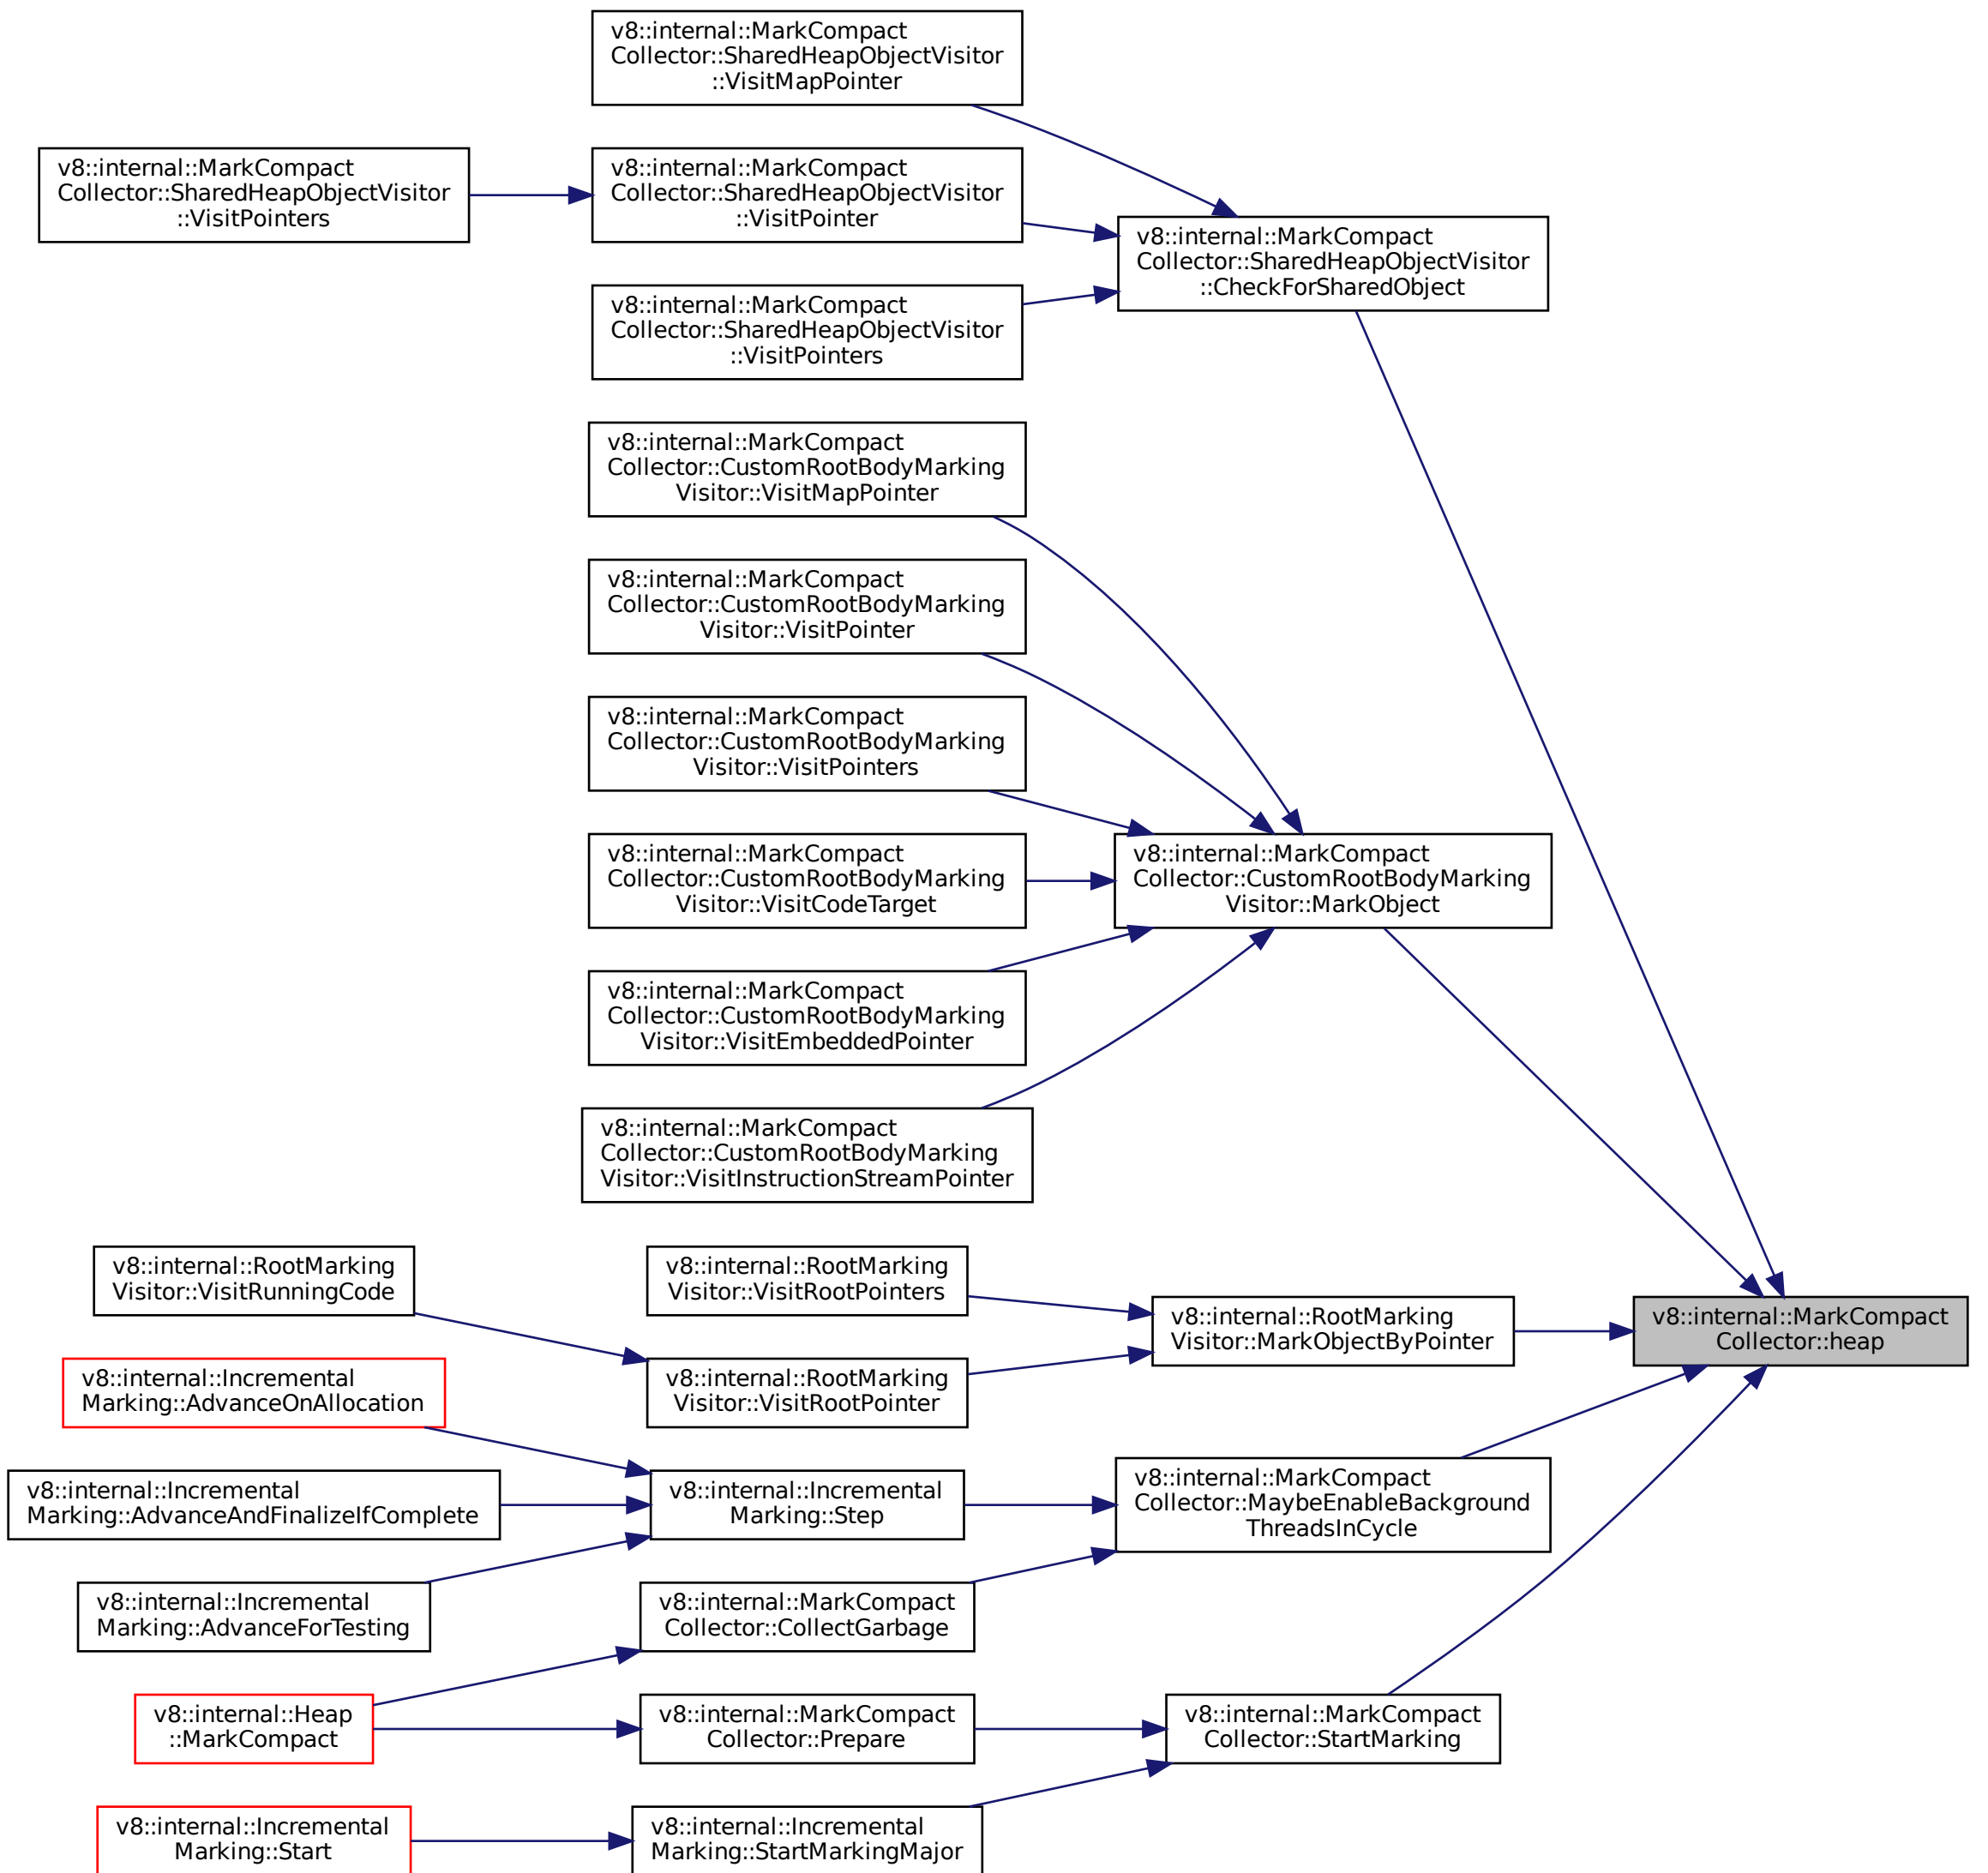 v8::internal::MarkCompact
Collector::SharedHeapObjectVisitor
::VisitMapPointer
v8::internal::MarkCompact
Collector::SharedHeapObjectVisitor
::VisitPointers
v8::internal::MarkCompact
Collector::SharedHeapObjectVisitor
::VisitPointer
v8::internal::MarkCompact
Collector::SharedHeapObjectVisitor
::CheckForSharedObject
v8::internal::MarkCompact
Collector::SharedHeapObjectVisitor
::VisitPointers
v8::internal::MarkCompact
Collector::CustomRootBodyMarking
Visitor::VisitMapPointer
v8::internal::MarkCompact
Collector::CustomRootBodyMarking
Visitor::VisitPointer
v8::internal::MarkCompact
Collector::CustomRootBodyMarking
Visitor::VisitPointers
v8::internal::MarkCompact
Collector::CustomRootBodyMarking
Visitor::VisitCodeTarget
v8::internal::MarkCompact
Collector::CustomRootBodyMarking
Visitor::MarkObject
v8::internal::MarkCompact
Collector::CustomRootBodyMarking
Visitor::VisitEmbeddedPointer
v8::internal::MarkCompact
Collector::CustomRootBodyMarking
Visitor::VisitInstructionStreamPointer
v8::internal::RootMarking
Visitor::VisitRunningCode
v8::internal::RootMarking
Visitor::VisitRootPointers
v8::internal::RootMarking
Visitor::MarkObjectByPointer
v8::internal::MarkCompact
Collector::heap
v8::internal::Incremental
Marking::AdvanceOnAllocation
v8::internal::RootMarking
Visitor::VisitRootPointer
v8::internal::Incremental
Marking::AdvanceAndFinalizeIfComplete
v8::internal::Incremental
Marking::Step
v8::internal::MarkCompact
Collector::MaybeEnableBackground
ThreadsInCycle
v8::internal::Incremental
Marking::AdvanceForTesting
v8::internal::MarkCompact
Collector::CollectGarbage
v8::internal::Heap
::MarkCompact
v8::internal::MarkCompact
Collector::Prepare
v8::internal::MarkCompact
Collector::StartMarking
v8::internal::Incremental
Marking::Start
v8::internal::Incremental
Marking::StartMarkingMajor